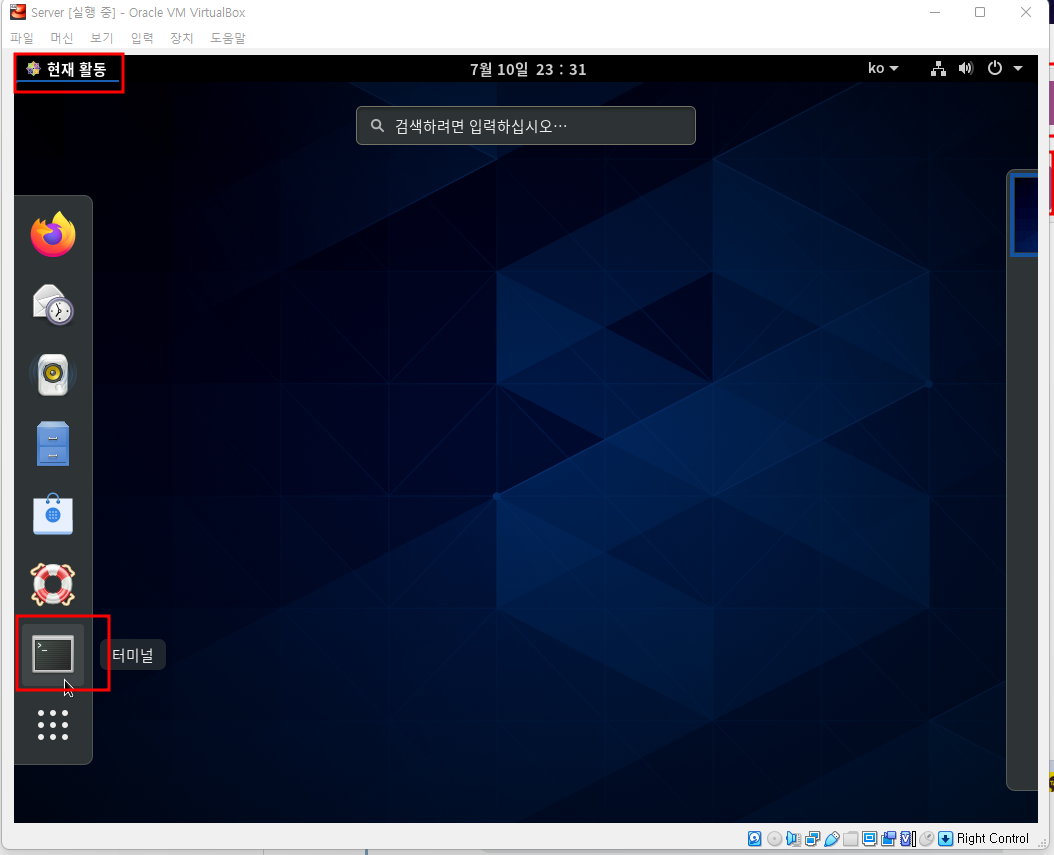 Server [실행 중] - Oracle VM VirtualBox
파일 머신 보기 입력 장치 도움말
현재 활동 7월 10일 23 : 31 ko
검색하려면 입력하십시오…
터미널
Right Control